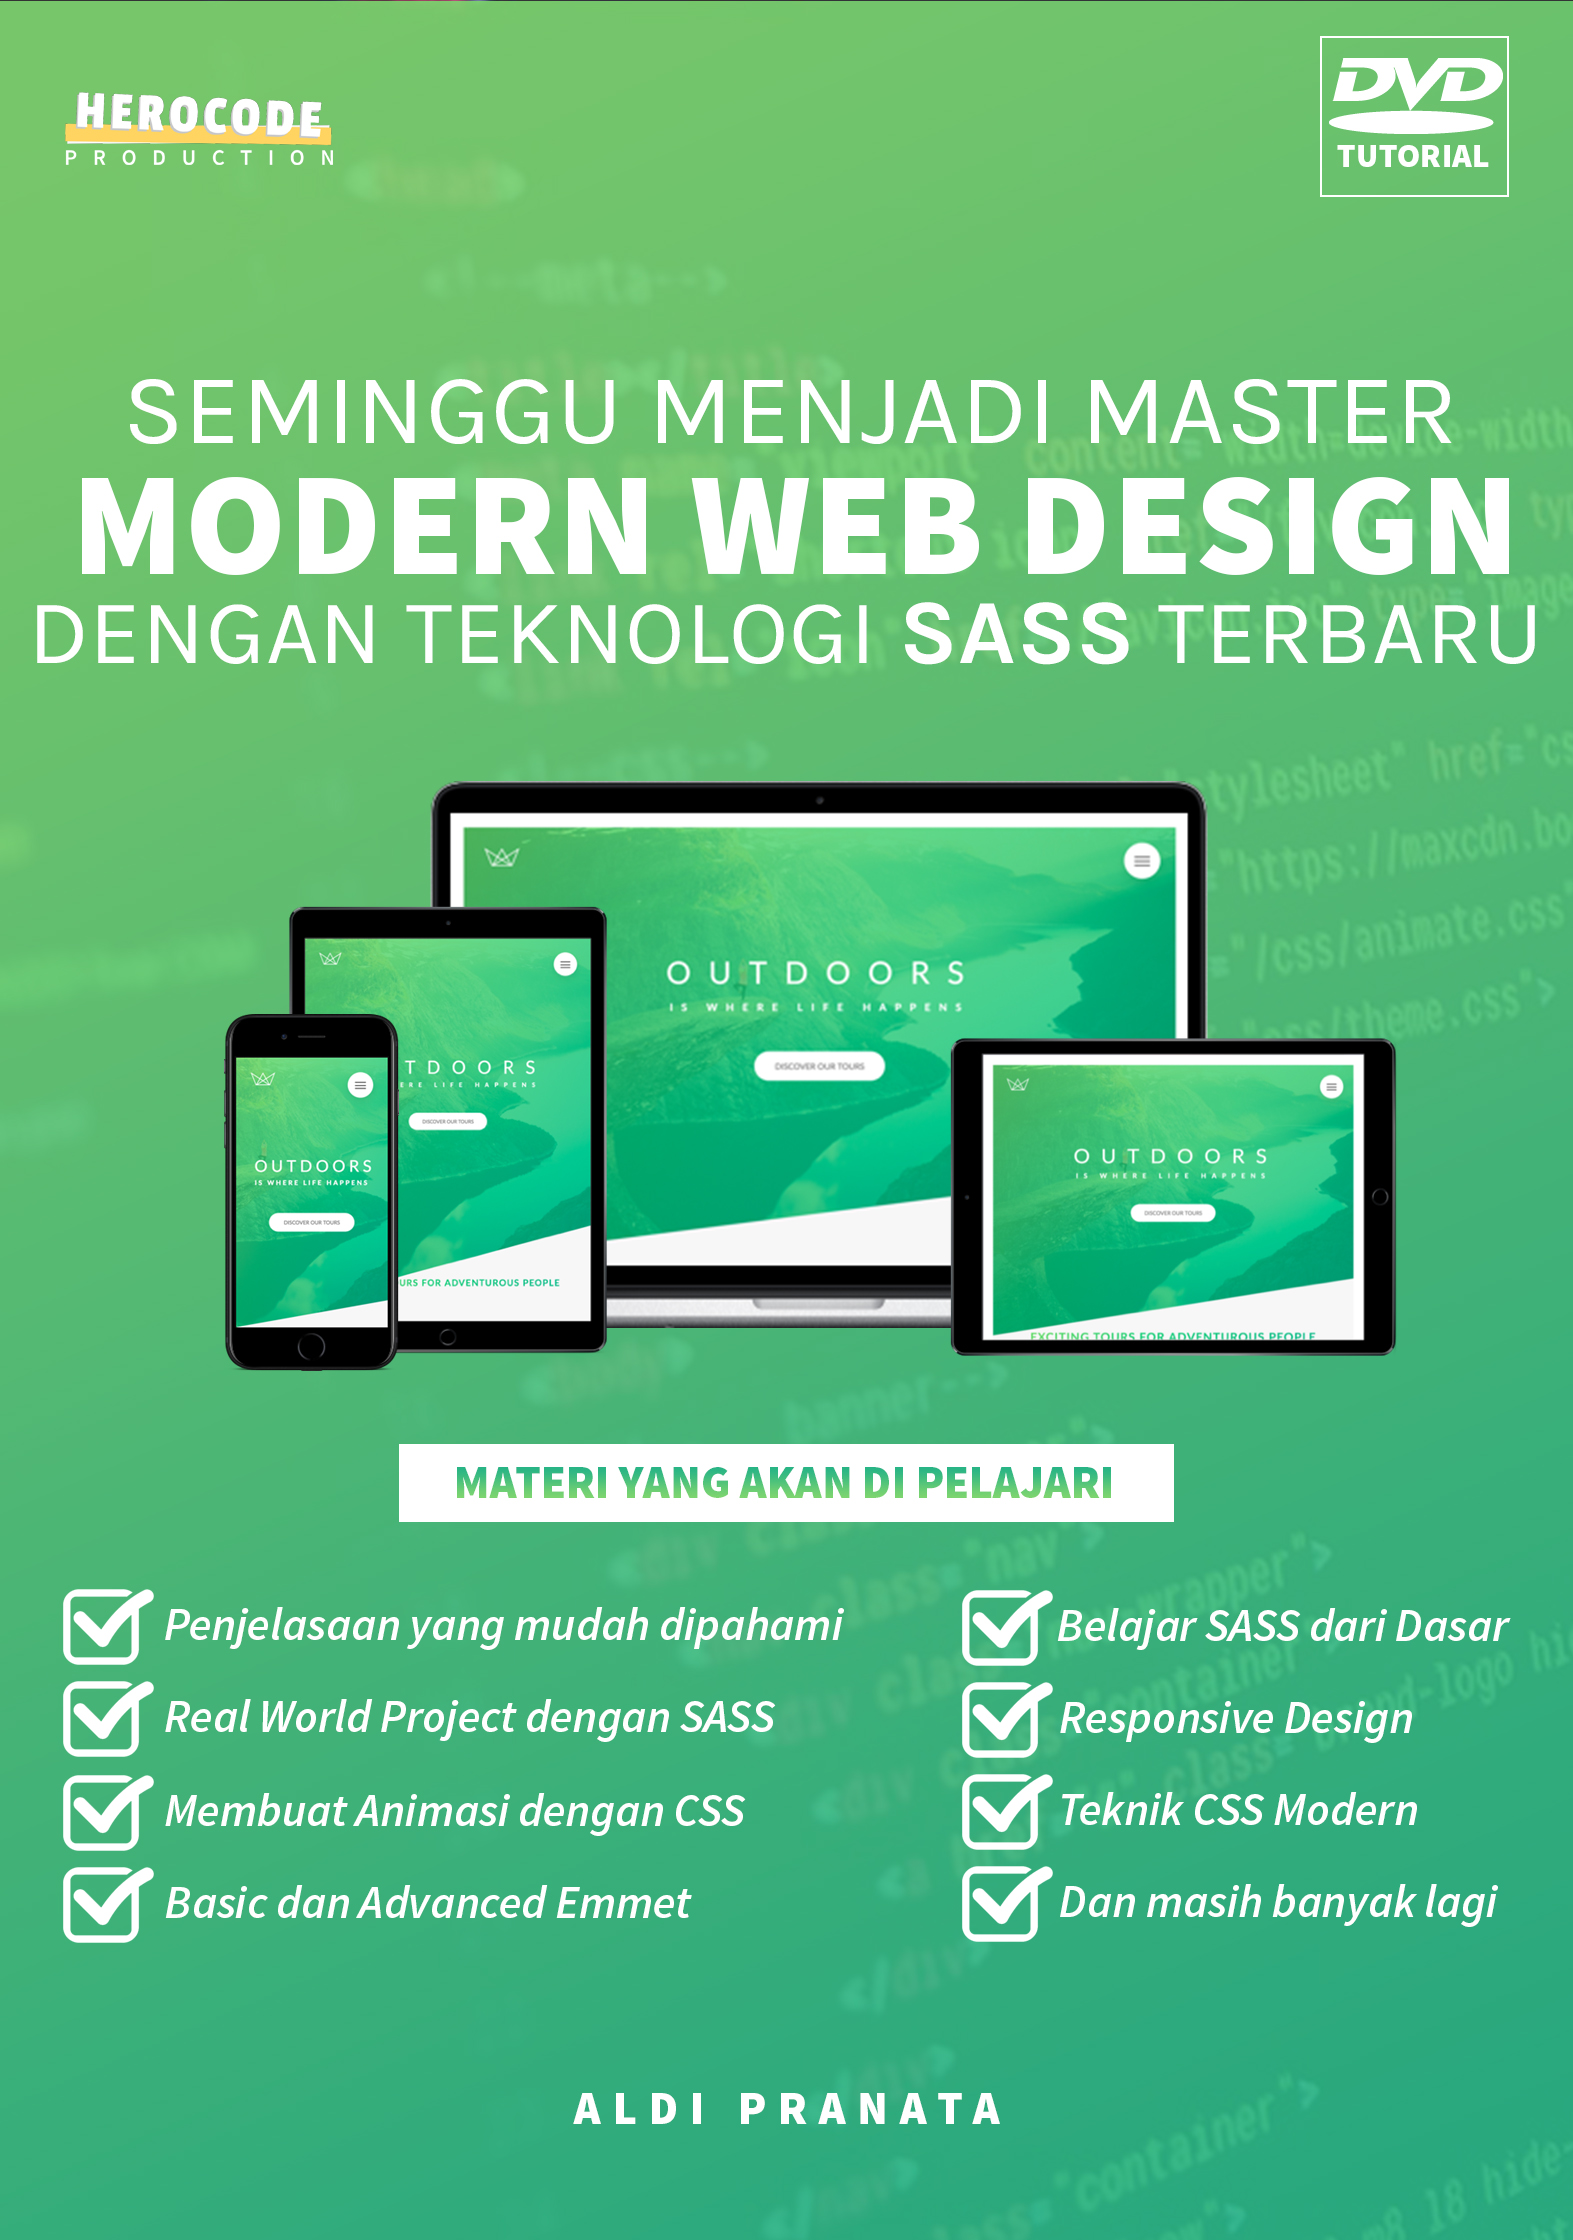 HEROCODE
PRODUCTION
DVD
TUTORIAL
SEMINGGU MENJADI MASTER
MODERN WEB DESIGN
DENGAN TEKNOLOGI SASS TERBARU
OUTDOORS
IS WHERE LIFE HAPPENS
DISCOVER OUR TOURS
TDOORS
ERE LIFE HAPPENS
DISCOVER OUR TOURS
URS FOR ADVENTUROUS PEOPLE
OUTDOORS
IS WHERE LIFE HAPPENS
DISCOVER OUR TOURS
OUTDOORS
IS WHERE LIFE HAPPENS
DISCOVER OUR TOURS
EXCITING TOURS FOR ADVENTUROUS PEOPLE
MATERI YANG AKAN DI PELAJARI
Penjelasaan yang mudah dipahami
Real World Project dengan SASS
Membuat Animasi dengan CSS
Basic dan Advanced Emmet
Belajar SASS dari Dasar
Responsive Design
Teknik CSS Modern
Dan masih banyak lagi
ALDI PRANATA